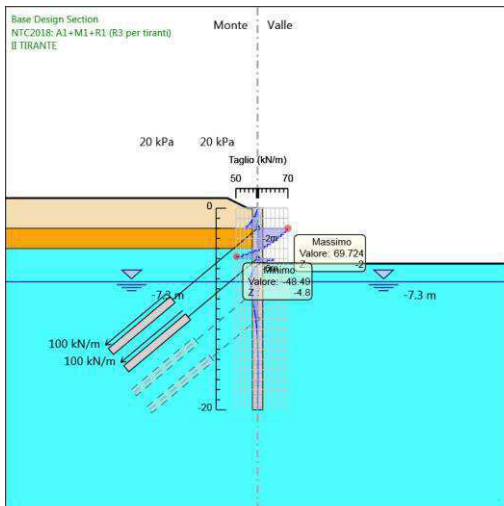 Base Design Section
NTC2018: A1+M1+R1 (R3 per tiranti)
II TIRANTE
Monte Valle
20 kPa 20 kPa
Taglio (kN/m)
50 70
0
-2m
Massimo
Valore: 69.724
Z -2
Minimo
Valore: -48.49
Z -4.8
-7.3 m -7.3 m
100 kN/m
100 kN/m
-20